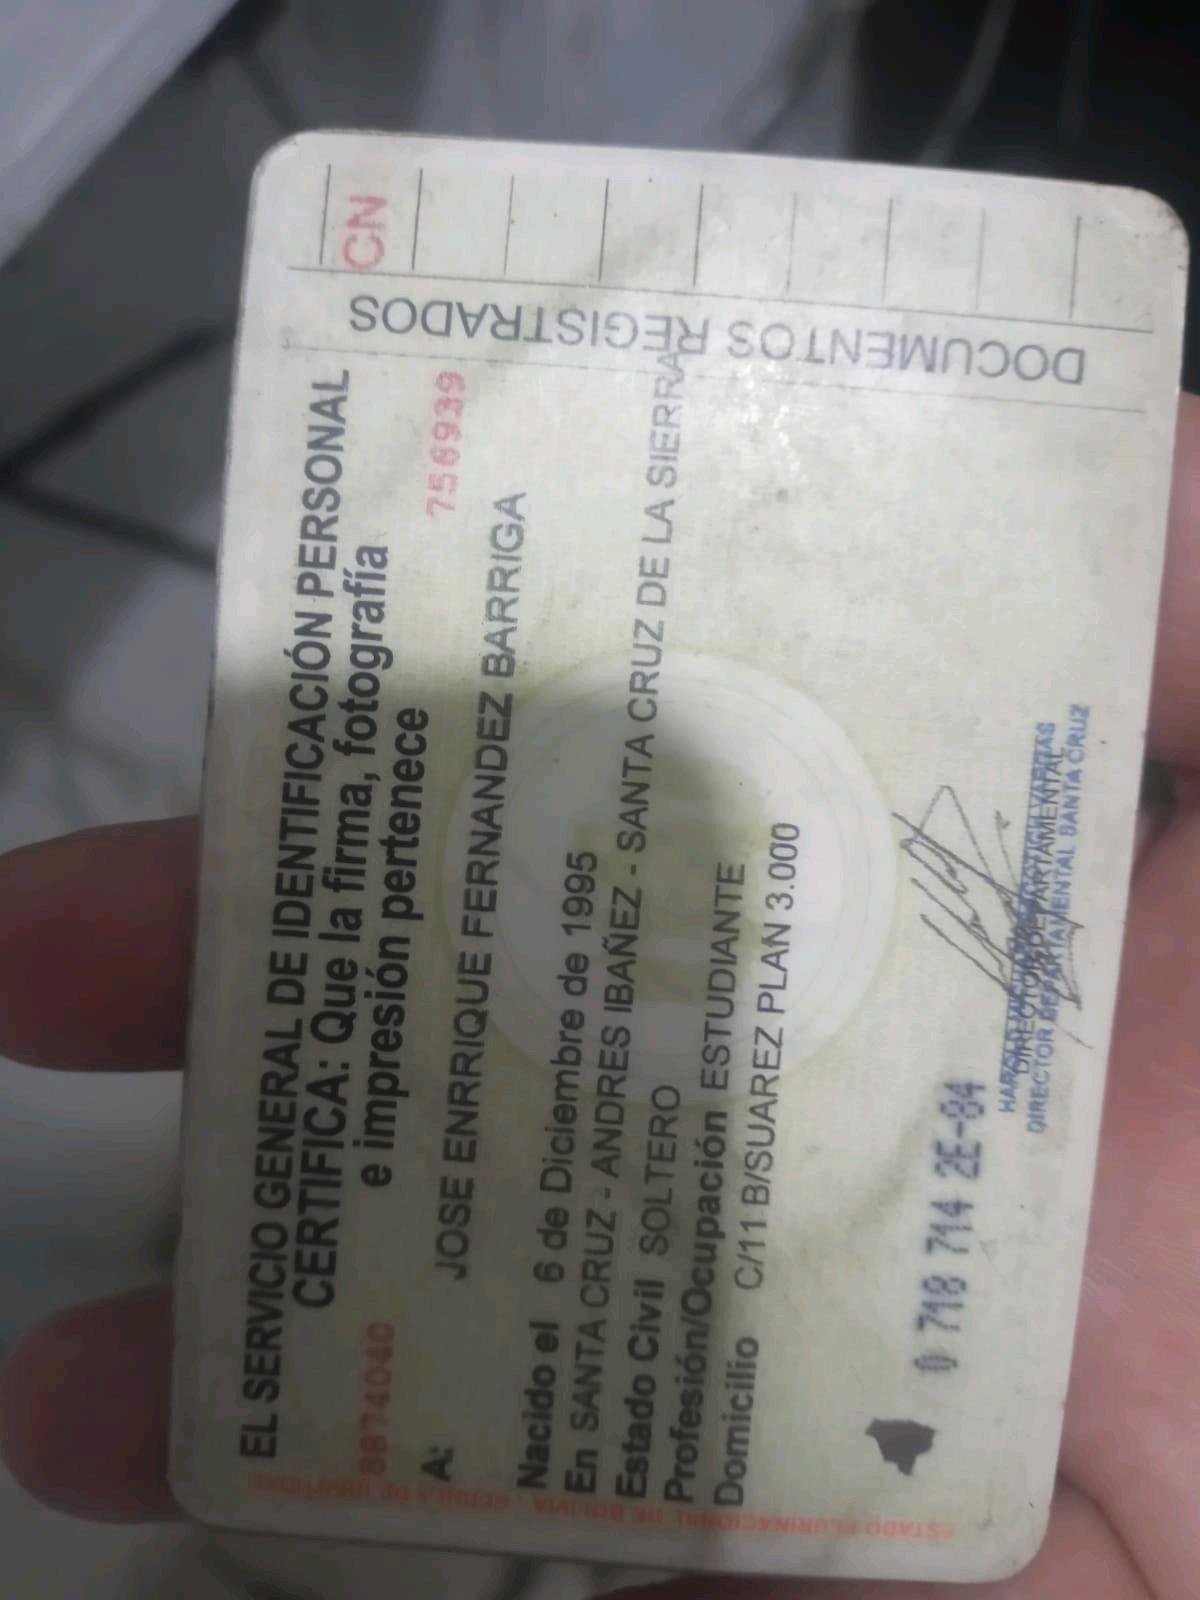 EL SERVICIO GENERAL DE IDENTIFICACIÓN PERSONAL
CERTIFICA: Que la firma, fotografía
e impresión pertenece
8874040
756939
A: JOSE ENRRIQUE FERNANDEZ BARRIGA
Nacido el 6 de Diciembre de 1995
En SANTA CRUZ - ANDRES IBAÑEZ - SANTA CRUZ DE LA SIERRA
Estado Civil SOLTERO
Profesión/Ocupación ESTUDIANTE
Domicilio C/11 B/SUAREZ PLAN 3.000
0 718 714 2E-84
DIRECTOR DEPARTAMENTAL
DIRECTOR DEPARTAMENTAL SANTA CRUZ
DOCUMENTOS REGISTRADOS
CN
ESTADO PLURINACIONAL DE BOLIVIA - CEDULA DE IDENTIDAD